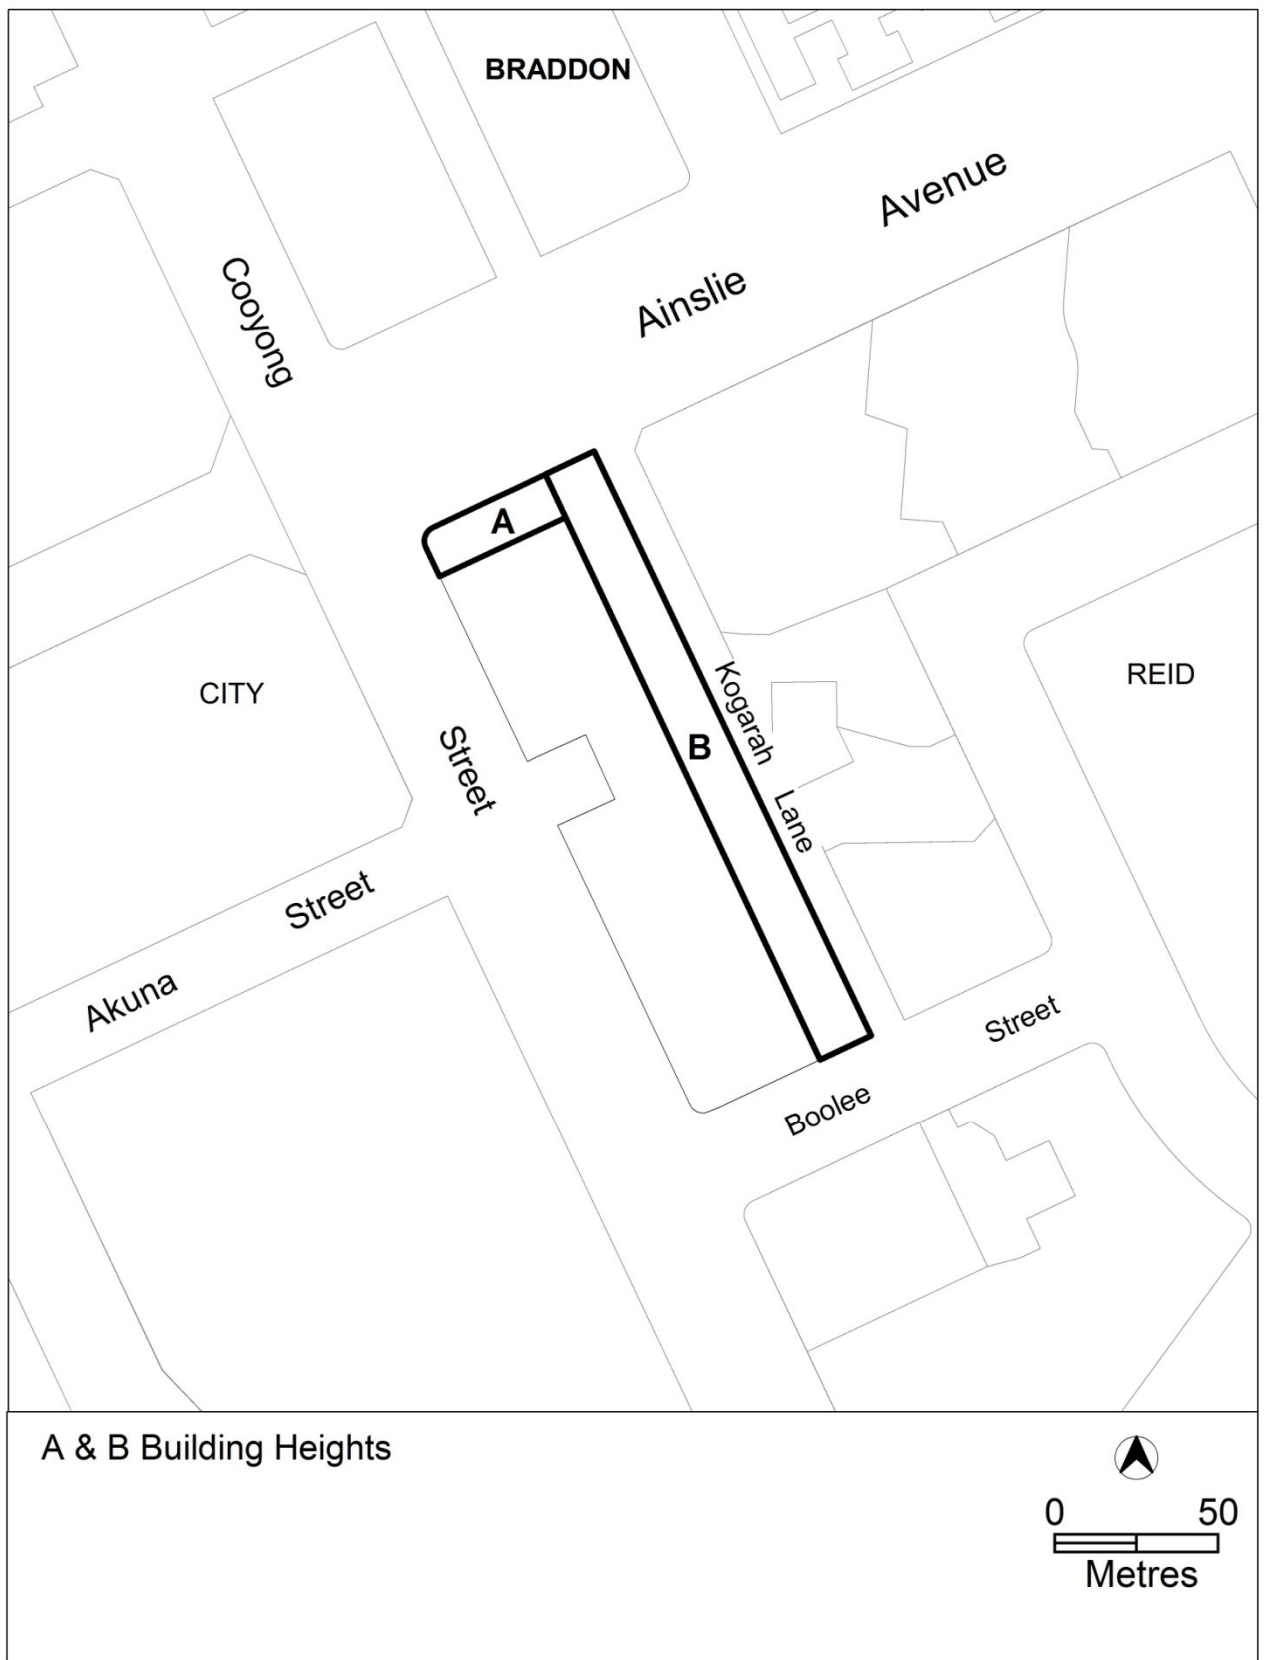 BRADDON
Ainslie Avenue
Cooyong
A
CITY
REID
Kogarah
B
Street
Lane
Akuna Street
Boolee Street
A & B Building Heights
0 50
Metres